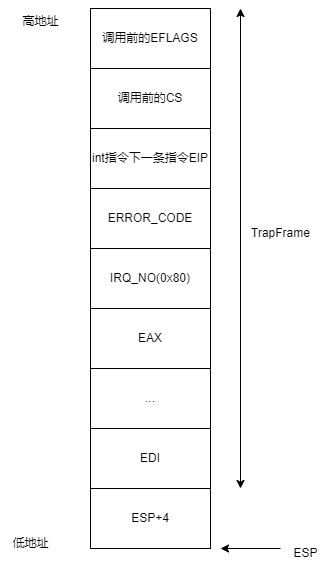 高地址
调用前的EFLAGS
调用前的CS
int指令下一条指令EIP
ERROR_CODE
TrapFrame
IRQ_NO(0x80)
EAX
...
EDI
ESP+4
低地址
ESP